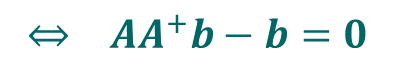 ⇔ AA⁺b − b = 0